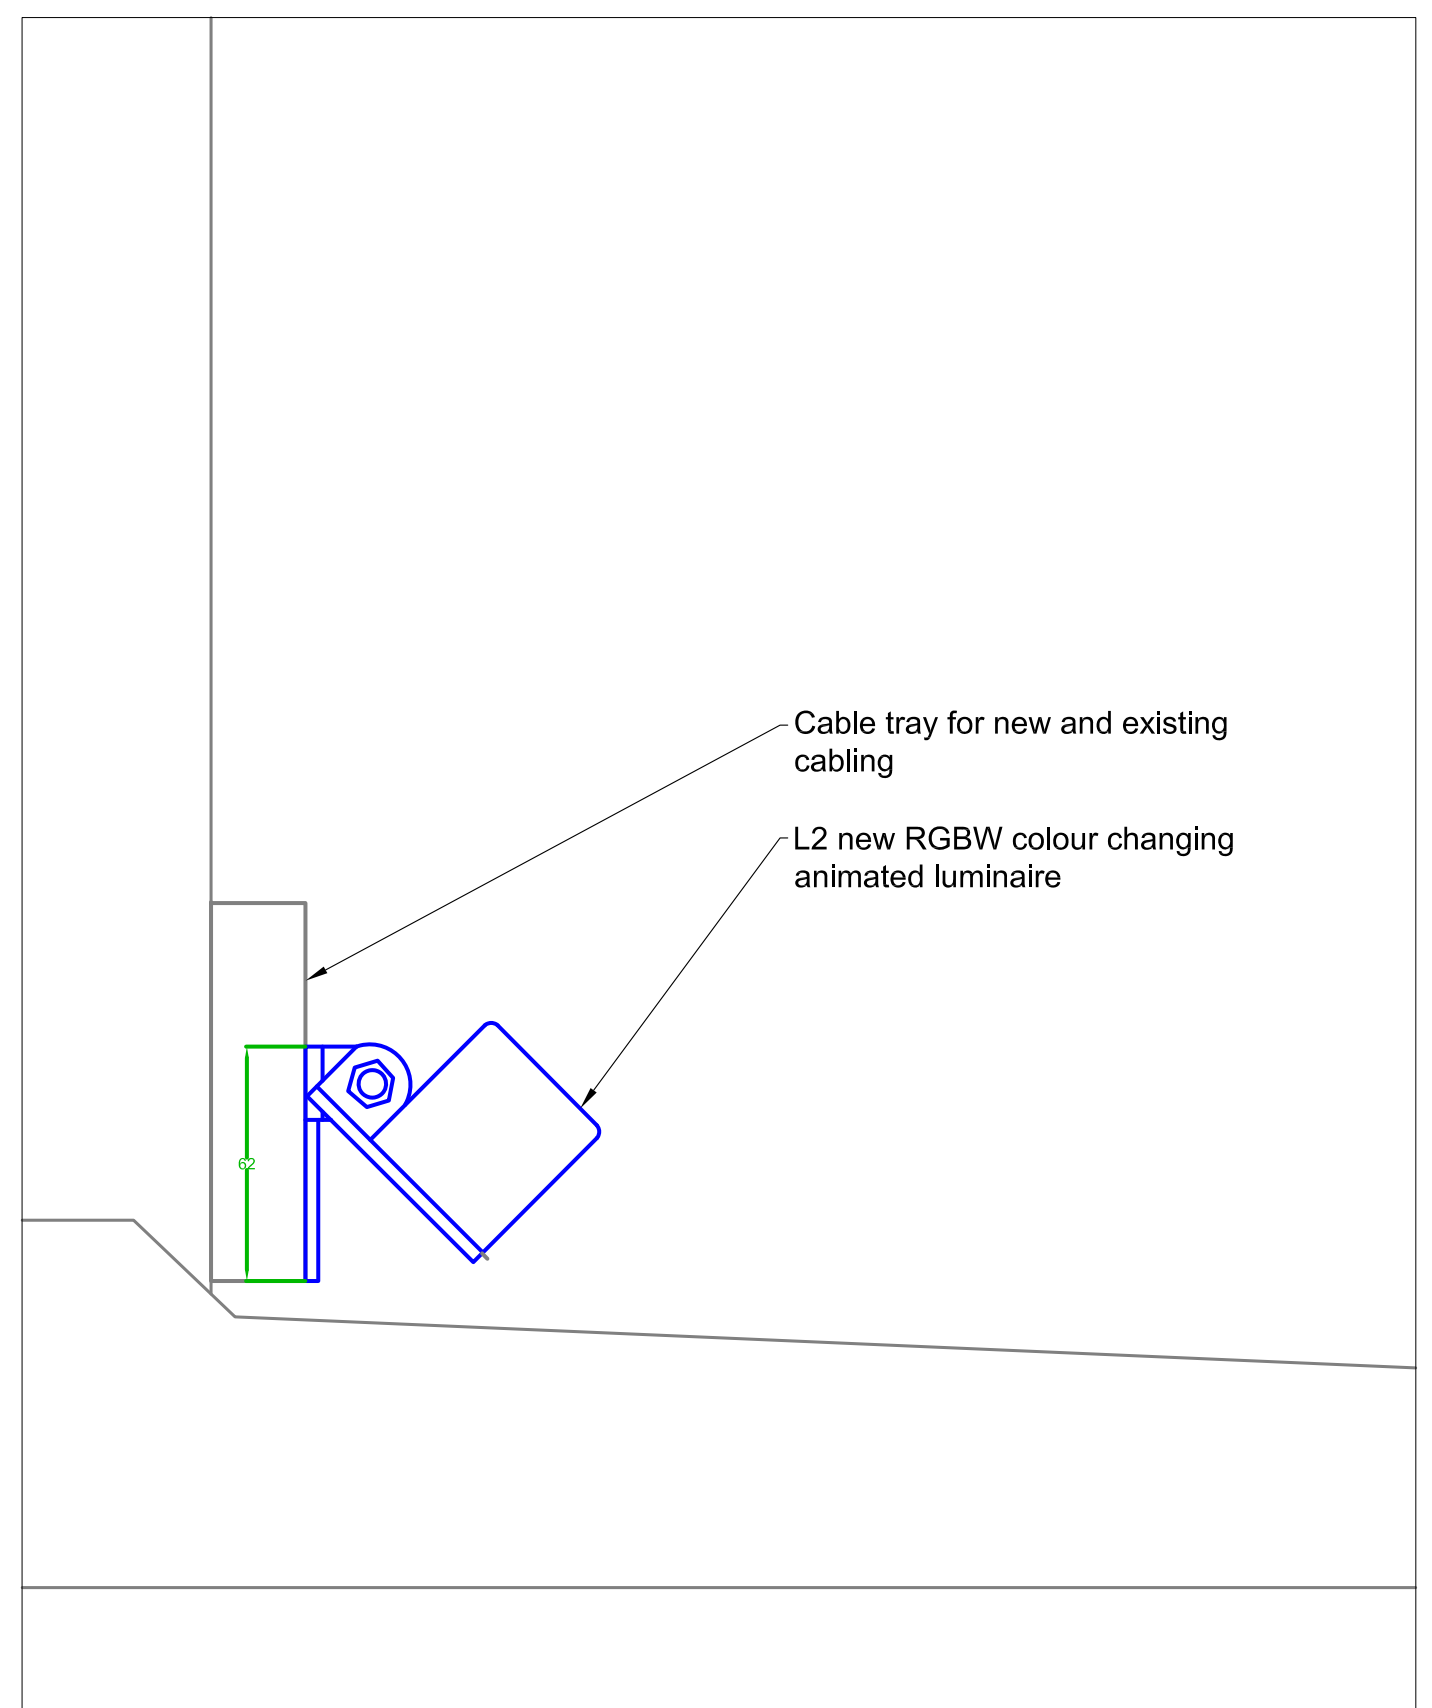 Cable tray for new and existing
cabling
L2 new RGBW colour changing
animated luminaire
62